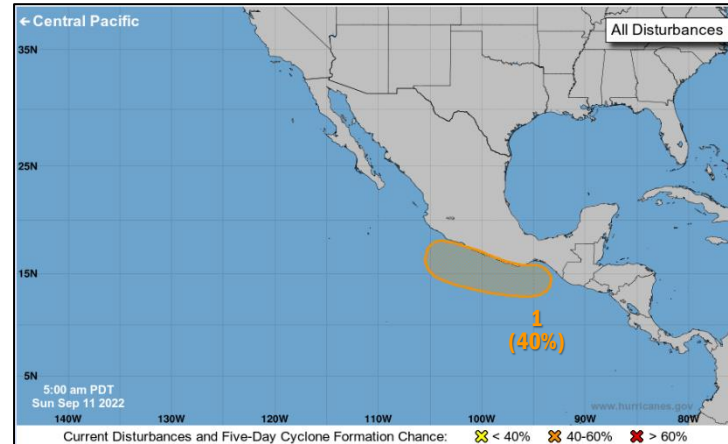 ← Central Pacific
All Disturbances
35N
25N
15N
5N
1
(40%)
5:00 am PDT
Sun Sep 11 2022
www.hurricanes.gov
140W 130W 120W 110W 100W 90W 80W
Current Disturbances and Five-Day Cyclone Formation Chance: < 40% 40-60% > 60%